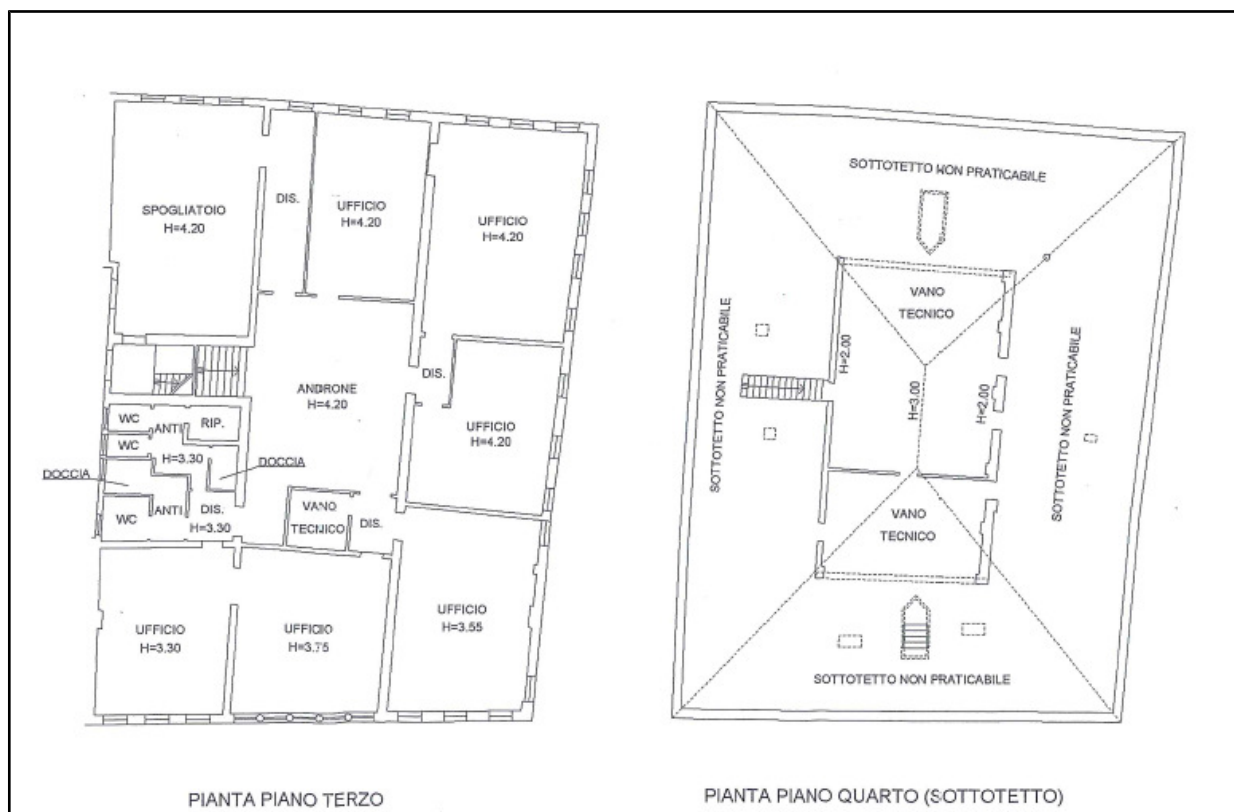 SPOGLIATOIO
H=4.20
DIS.
UFFICIO
H=4.20
UFFICIO
H=4.20
ANDRONE
H=4.20
DIS.
UFFICIO
H=4.20
WC
ANTI
RIP.
WC
H=3.30
DOCCIA
DOCCIA
WC
ANTI
DIS.
H=3.30
VANO
TECNICO
DIS.
UFFICIO
H=3.30
UFFICIO
H=3.75
UFFICIO
H=3.55
PIANTA PIANO TERZO
SOTTOTETTO NON PRATICABILE
VANO
TECNICO
SOTTOTETTO NON PRATICABILE
H=2.00
H=3.00
H=2.00
SOTTOTETTO NON PRATICABILE
VANO
TECNICO
SOTTOTETTO NON PRATICABILE
PIANTA PIANO QUARTO (SOTTOTETTO)